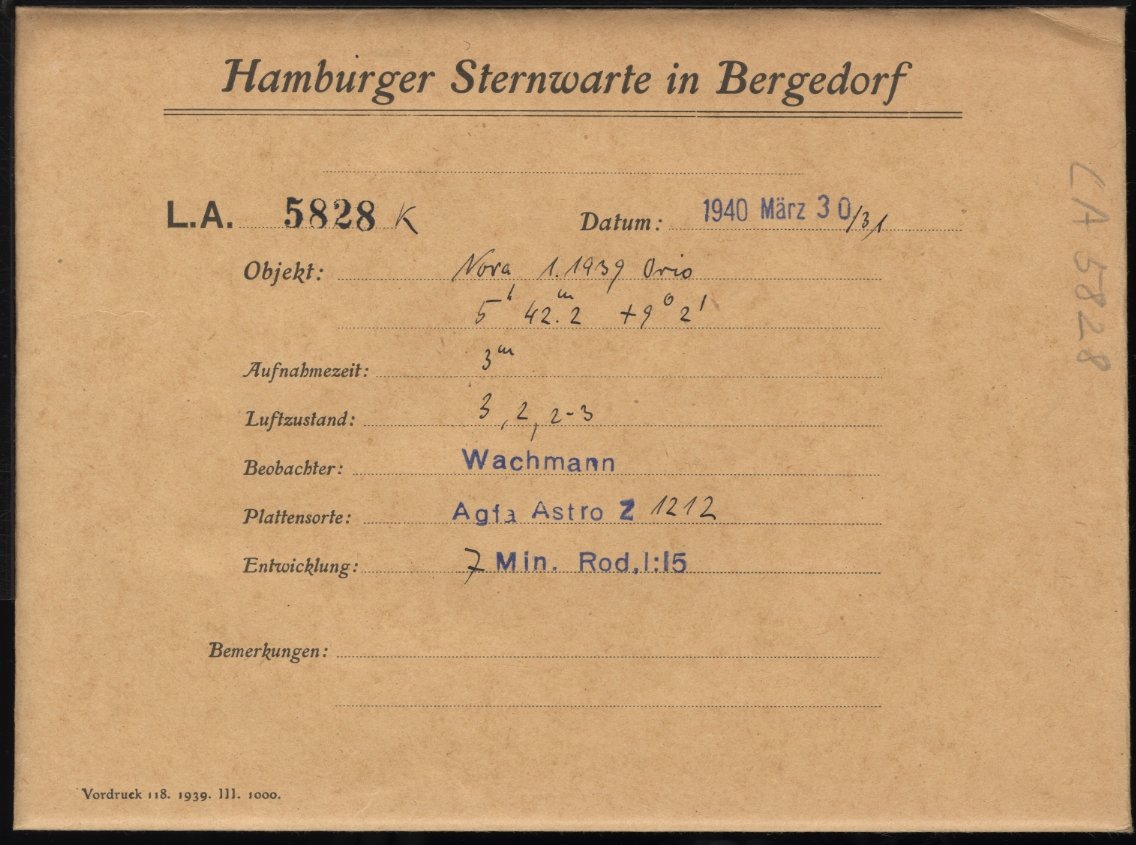 Hamburger Sternwarte in Bergedorf
L.A. 5828 K Datum: 1940 März 30/31
Objekt: Nova 1.1939 Orio
5h 42.m2 +9° 2'
Aufnahmezeit: 3m
Luftzustand: 3, 2, 2-3
Beobachter: Wachmann
Plattensorte: Agfa Astro Z 1212
Entwicklung: 7 Min. Rod. 1:15
Bemerkungen:
Vordruck 118. 1939. III. 1000.
LA 5828